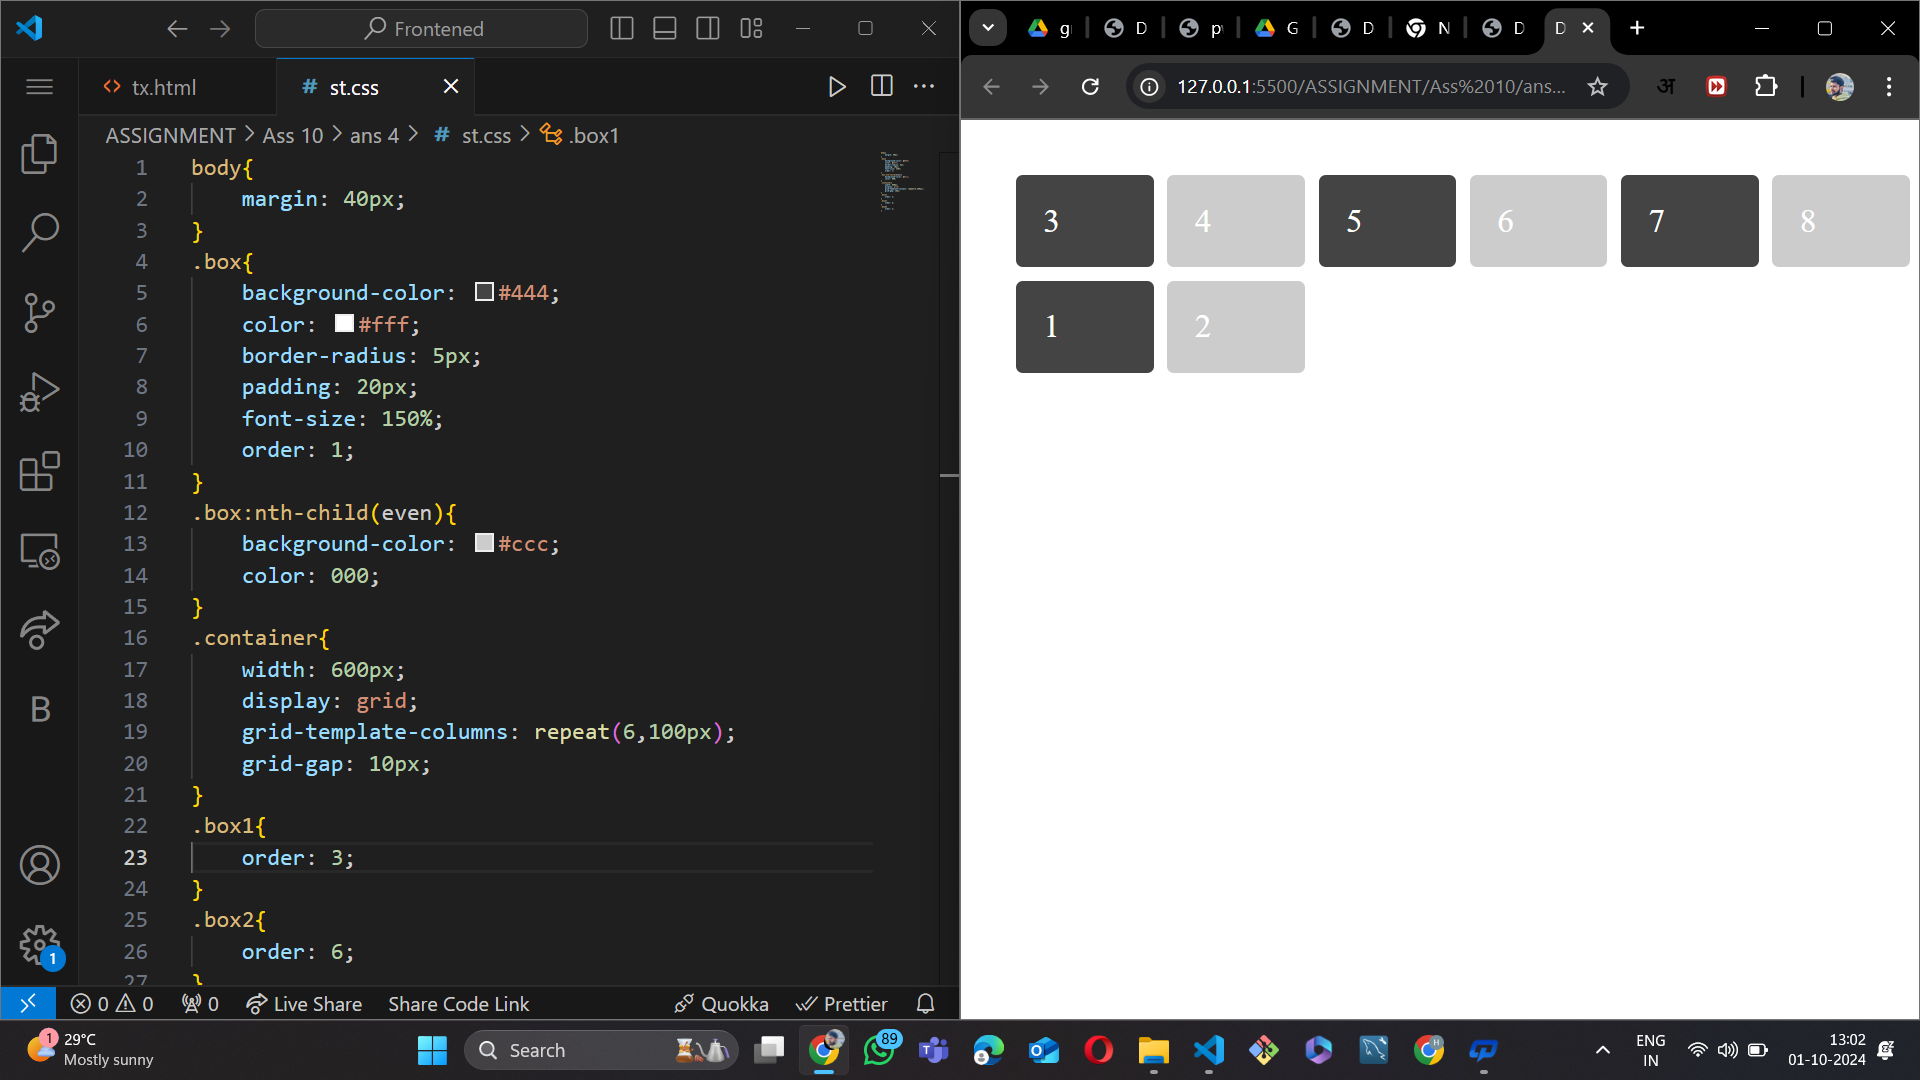 Frontened
tx.html
# st.css
ASSIGNMENT > Ass 10 > ans 4 > # st.css > .box1
1 body{
2 margin: 40px;
3 }
4 .box{
5 background-color: #444;
6 color: #fff;
7 border-radius: 5px;
8 padding: 20px;
9 font-size: 150%;
10 order: 1;
11 }
12 .box:nth-child(even){
13 background-color: #ccc;
14 color: 000;
15 }
16 .container{
17 width: 600px;
18 display: grid;
19 grid-template-columns: repeat(6,100px);
20 grid-gap: 10px;
21 }
22 .box1{
23 order: 3;
24 }
25 .box2{
26 order: 6;
27 }
B
1
0 0 0 Live Share Share Code Link Quokka Prettier
g D p G D N D D
127.0.0.1:5500/ASSIGNMENT/Ass%2010/ans...
अ
3 4 5 6 7 8
1 2
1
29°C
Mostly sunny
Search
89
H
ENG
IN
13:02
01-10-2024